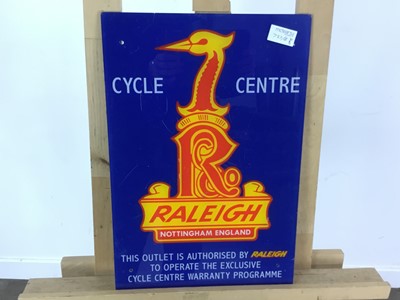 CYCLE CENTRE
R
RALEIGH
NOTTINGHAM ENGLAND
THIS OUTLET IS AUTHORISED BY RALEIGH
TO OPERATE THE EXCLUSIVE
CYCLE CENTRE WARRANTY PROGRAMME